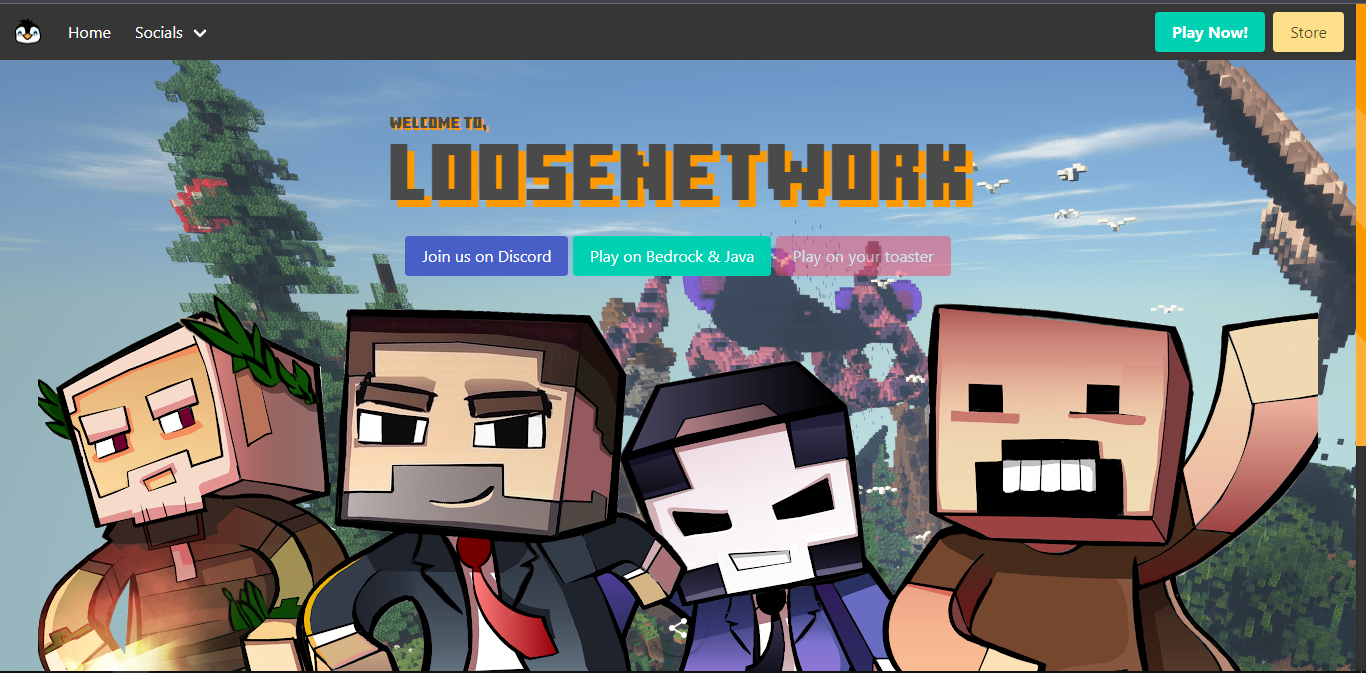 Home Socials Play Now! Store
WELCOME TO,
LOOSENETWORK
Join us on Discord Play on Bedrock & Java Play on your toaster